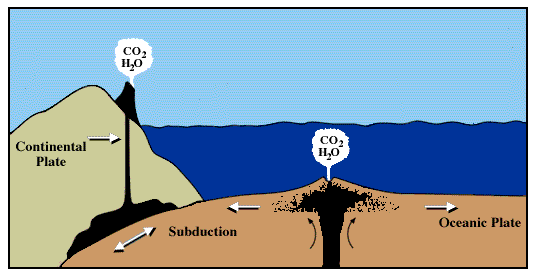 CO2
H2O
Continental
Plate
CO2
H2O
Subduction
Oceanic Plate